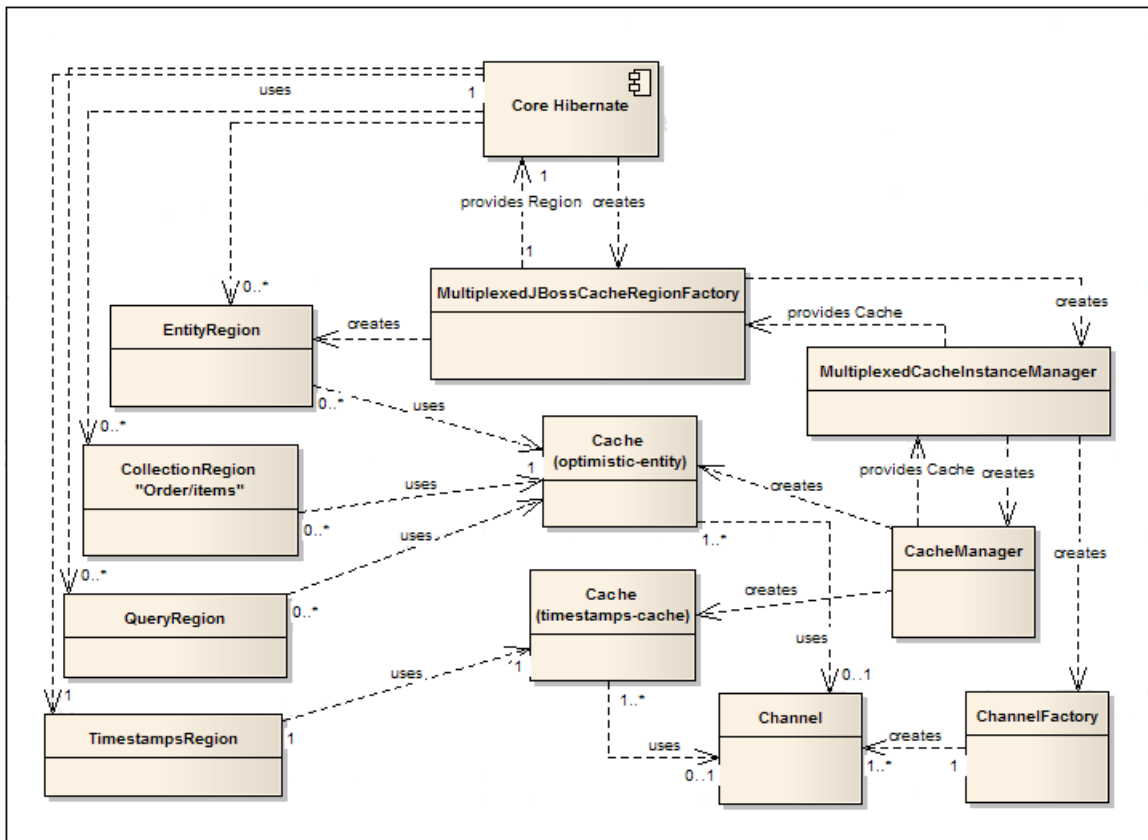 uses
1
Core Hibernate
1
provides Region
creates
1
0..*
MultiplexedJBossCacheRegionFactory
creates
provides Cache
EntityRegion
creates
MultiplexedCacheInstanceManager
0..*
uses
0..*
Cache
(optimistic-entity)
1
CollectionRegion
"Order/items"
uses
provides Cache
creates
creates
0..*
uses
1..*
CacheManager
creates
0..*
0..*
Cache
(timestamps-cache)
creates
QueryRegion
uses
1
uses
0..1
1
1..*
TimestampsRegion
1
Channel
ChannelFactory
uses
creates
0..1
1..*
1